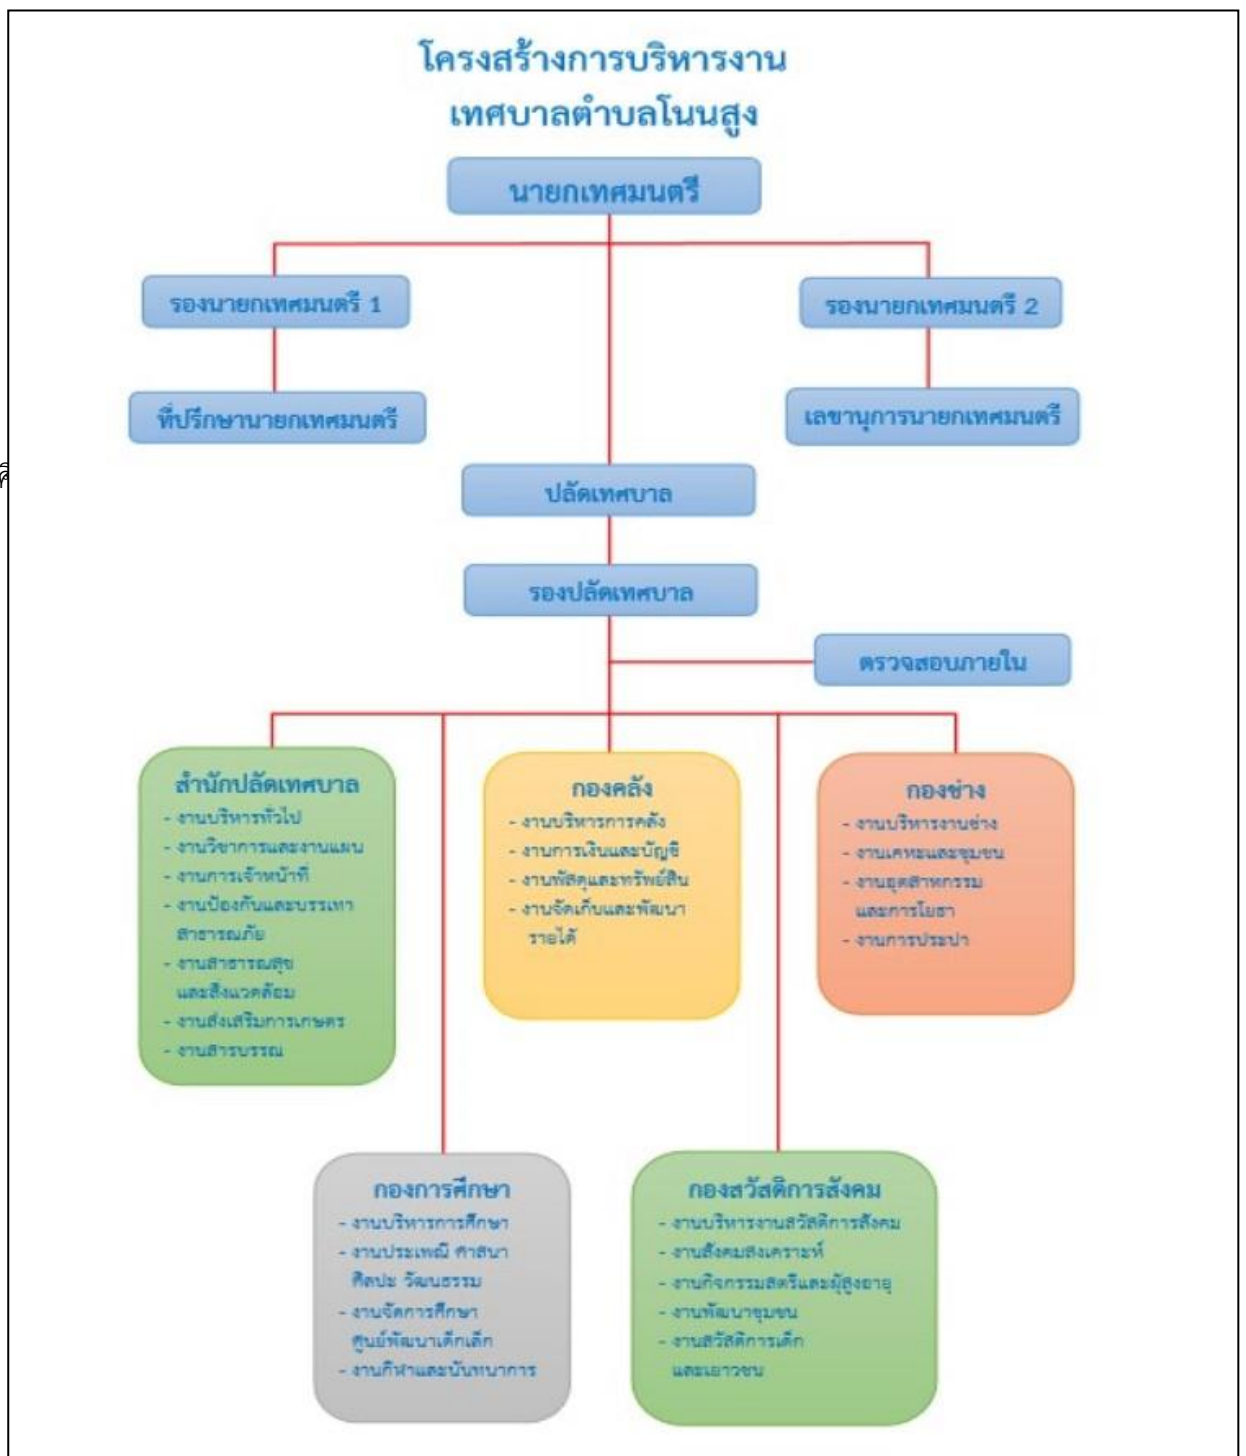 โครงสร้างการบริหารงาน
เทศบาลตำบลโนนสูง
นายกเทศมนตรี
รองนายกเทศมนตรี 1
รองนายกเทศมนตรี 2
ที่ปรึกษานายกเทศมนตรี
เลขานุการนายกเทศมนตรี
ปลัดเทศบาล
รองปลัดเทศบาล
ตรวจสอบภายใน
สำนักปลัดเทศบาล
- งานบริหารทั่วไป
- งานวิชาการและงานแผน
- งานการเจ้าหน้าที่
- งานป้องกันและบรรเทา
สาธารณภัย
- งานสาธารณสุข
และสิ่งแวดล้อม
- งานส่งเสริมการเกษตร
- งานสารบรรณ
กองคลัง
- งานบริหารการคลัง
- งานการเงินและบัญชี
- งานพัสดุและทรัพย์สิน
- งานจัดเก็บและพัฒนา
รายได้
กองช่าง
- งานบริหารงานช่าง
- งานเคหะและชุมชน
- งานอุตสาหกรรม
และการโยธา
- งานการประปา
กองการศึกษา
- งานบริหารการศึกษา
- งานประเพณี ศาสนา
ศิลปะ วัฒนธรรม
- งานจัดการศึกษา
ศูนย์พัฒนาเด็กเล็ก
- งานกีฬาและนันทนาการ
กองสวัสดิการสังคม
- งานบริหารงานสวัสดิการสังคม
- งานสังคมสงเคราะห์
- งานกิจกรรมสตรีและผู้สูงอายุ
- งานพัฒนาชุมชน
- งานสวัสดิการเด็ก
และเยาวชน